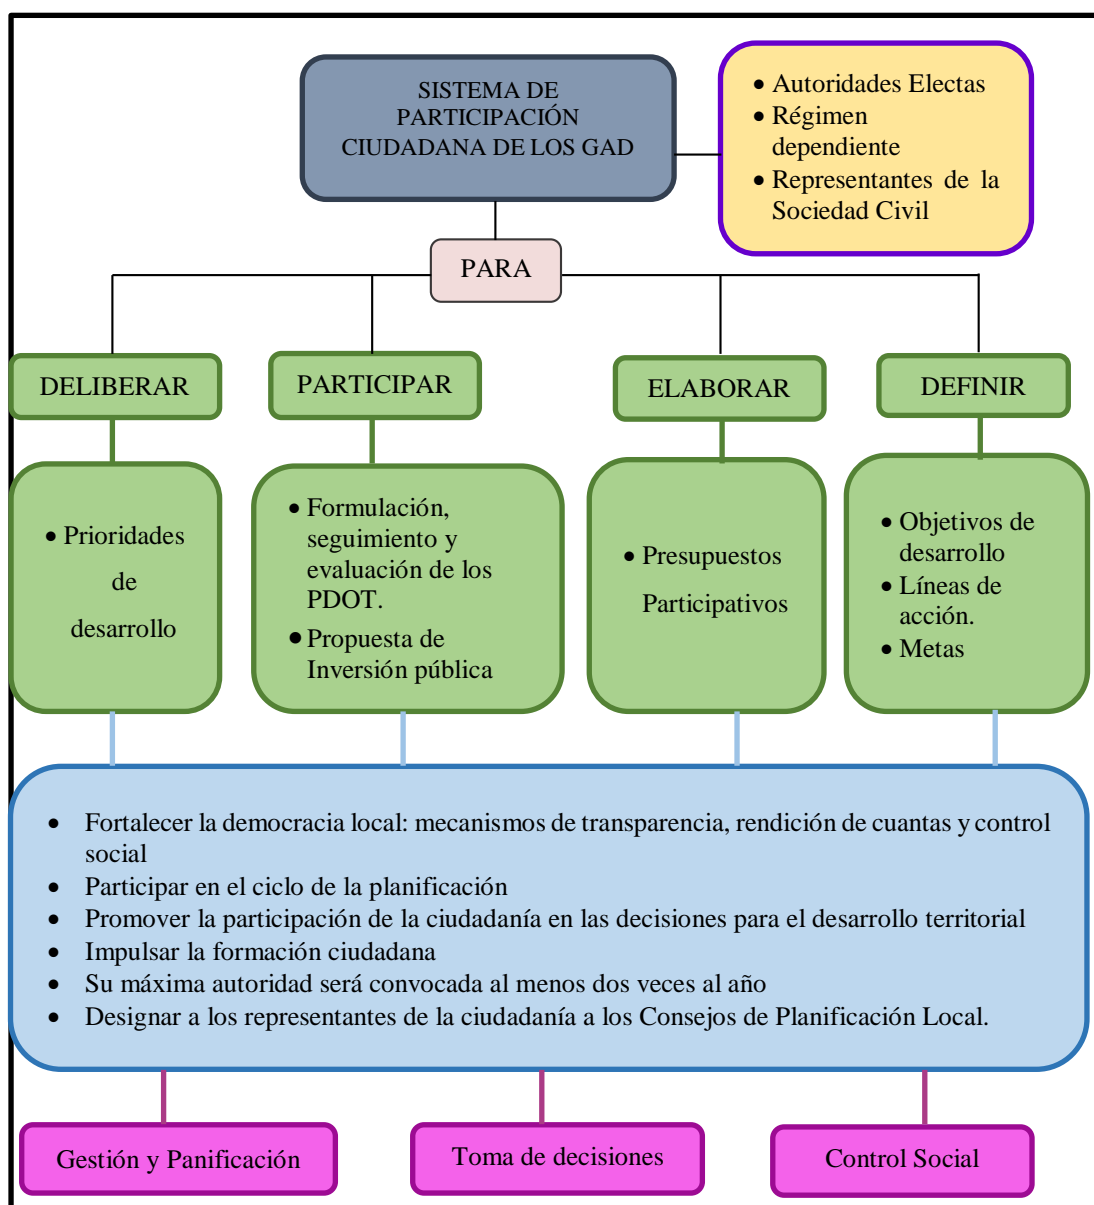 SISTEMA DE
PARTICIPACIÓN
CIUDADANA DE LOS GAD
• Autoridades Electas
• Régimen
dependiente
• Representantes de la
Sociedad Civil
PARA
DELIBERAR
PARTICIPAR
ELABORAR
DEFINIR
• Prioridades
de
desarrollo
• Formulación,
seguimiento y
evaluación de los
PDOT.
• Propuesta de
Inversión pública
• Presupuestos
Participativos
• Objetivos de
desarrollo
• Líneas de
acción.
• Metas
• Fortalecer la democracia local: mecanismos de transparencia, rendición de cuantas y control
social
• Participar en el ciclo de la planificación
• Promover la participación de la ciudadanía en las decisiones para el desarrollo territorial
• Impulsar la formación ciudadana
• Su máxima autoridad será convocada al menos dos veces al año
• Designar a los representantes de la ciudadanía a los Consejos de Planificación Local.
Gestión y Panificación
Toma de decisiones
Control Social